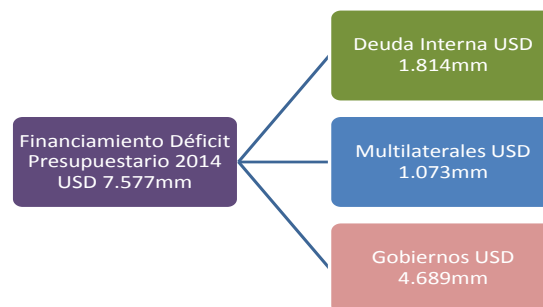 Financiamiento Déficit
Presupuestario 2014
USD 7.577mm
Deuda Interna USD
1.814mm
Multilaterales USD
1.073mm
Gobiernos USD
4.689mm